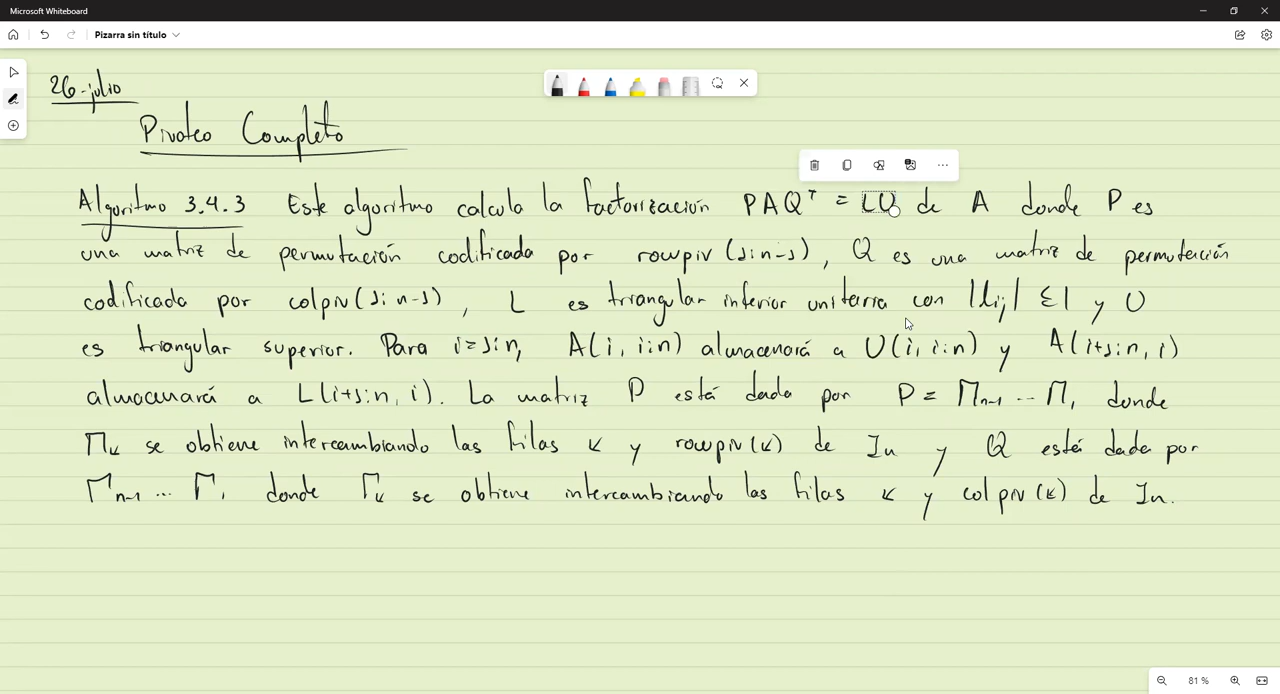 Microsoft Whiteboard
Pizarra sin título
26-julio
Pivoteo Completo
Algoritmo 3.4.3 Este algoritmo calcula la factorización PAQᵀ = LU de A donde P es
una matriz de permutación codificada por rowpiv (1:n-1), Q es una matriz de permutación
codificada por colpiv(1:n-1), L es triangular inferior unitaria con |lij| ≤1 y U
es triangular superior. Para i=1:n, A(i, i:n) almacenará a U(i, i:n) y A(i+1:n, i)
almacenará a L(i+1:n, i). La matriz P está dada por P = Πn-1 ... Π1 donde
Πk se obtiene intercambiando las filas k y rowpiv(k) de In y Q está dada por
Γn-1 ... Γ1 donde Γk se obtiene intercambiando las filas k y colpiv(k) de In.
81 %